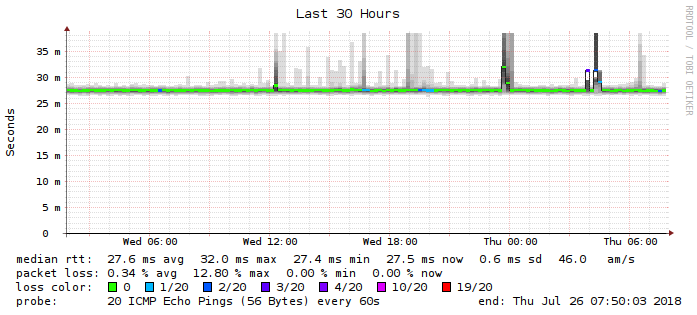 Last 30 Hours
RRDTOOL / TOBI OETIKER
Seconds
35 m
30 m
25 m
20 m
15 m
10 m
5 m
0
Wed 06:00 Wed 12:00 Wed 18:00 Thu 00:00 Thu 06:00
median rtt: 27.6 ms avg 32.0 ms max 27.4 ms min 27.5 ms now 0.6 ms sd 46.0 am/s
packet loss: 0.34 % avg 12.80 % max 0.00 % min 0.00 % now
loss color: 0 1/20 2/20 3/20 4/20 10/20 19/20
probe: 20 ICMP Echo Pings (56 Bytes) every 60s end: Thu Jul 26 07:50:03 2018